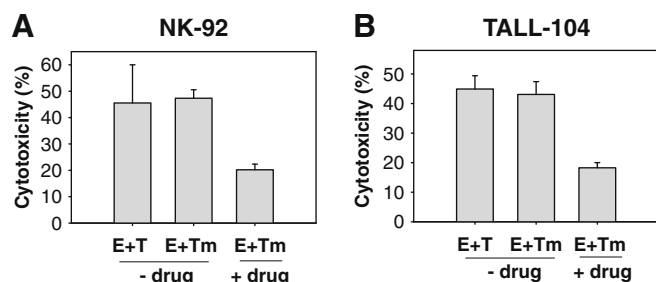 A NK-92
Cytotoxicity (%)
60
50
40
30
20
10
0
E+T E+Tm E+Tm
- drug + drug
B TALL-104
Cytotoxicity (%)
50
40
30
20
10
0
E+T E+Tm E+Tm
- drug + drug